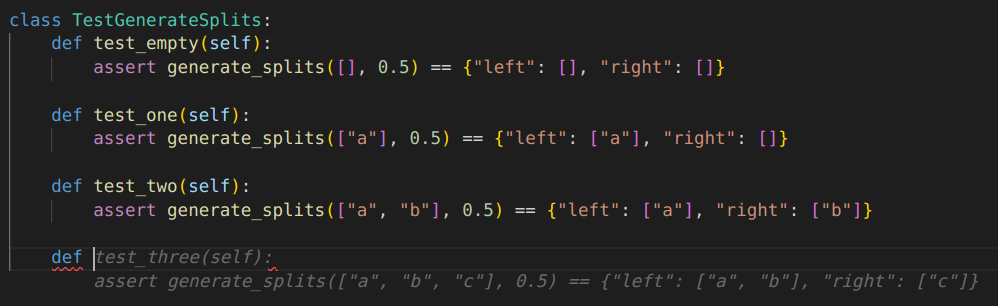 class TestGenerateSplits:
    def test_empty(self):
        assert generate_splits([], 0.5) == {"left": [], "right": []}
    def test_one(self):
        assert generate_splits(["a"], 0.5) == {"left": ["a"], "right": []}
    def test_two(self):
        assert generate_splits(["a", "b"], 0.5) == {"left": ["a"], "right": ["b"]}
    def test_three(self):
        assert generate_splits(["a", "b", "c"], 0.5) == {"left": ["a", "b"], "right": ["c"]}